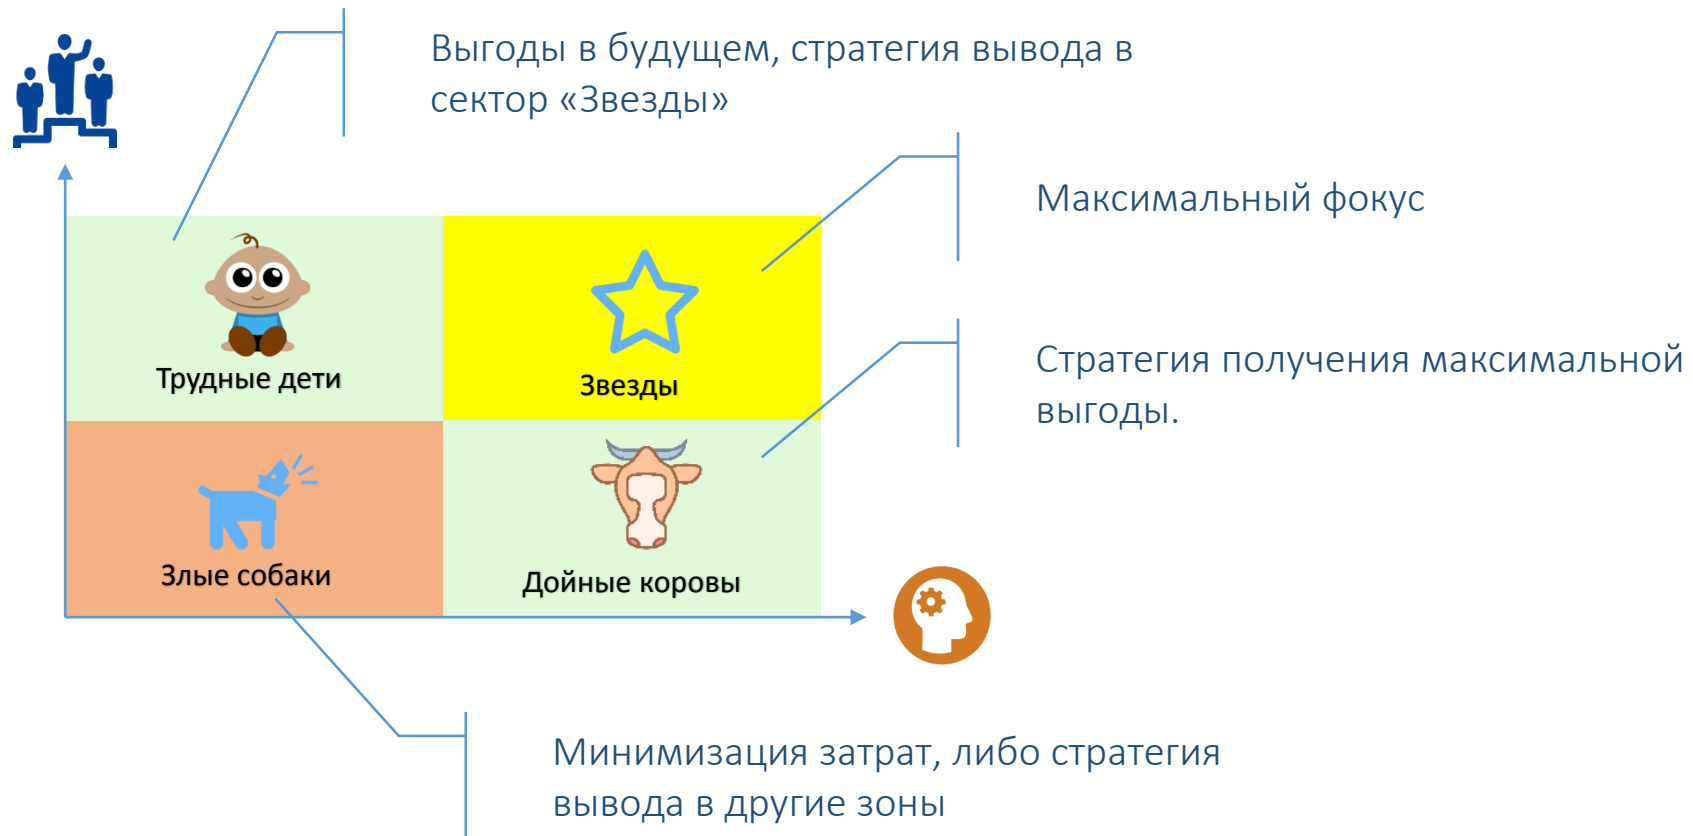 Выгоды в будущем, стратегия вывода в
сектор «Звезды»
Максимальный фокус
Стратегия получения максимальной
выгоды.
Трудные дети
Звезды
Злые собаки
Дойные коровы
Минимизация затрат, либо стратегия
вывода в другие зоны